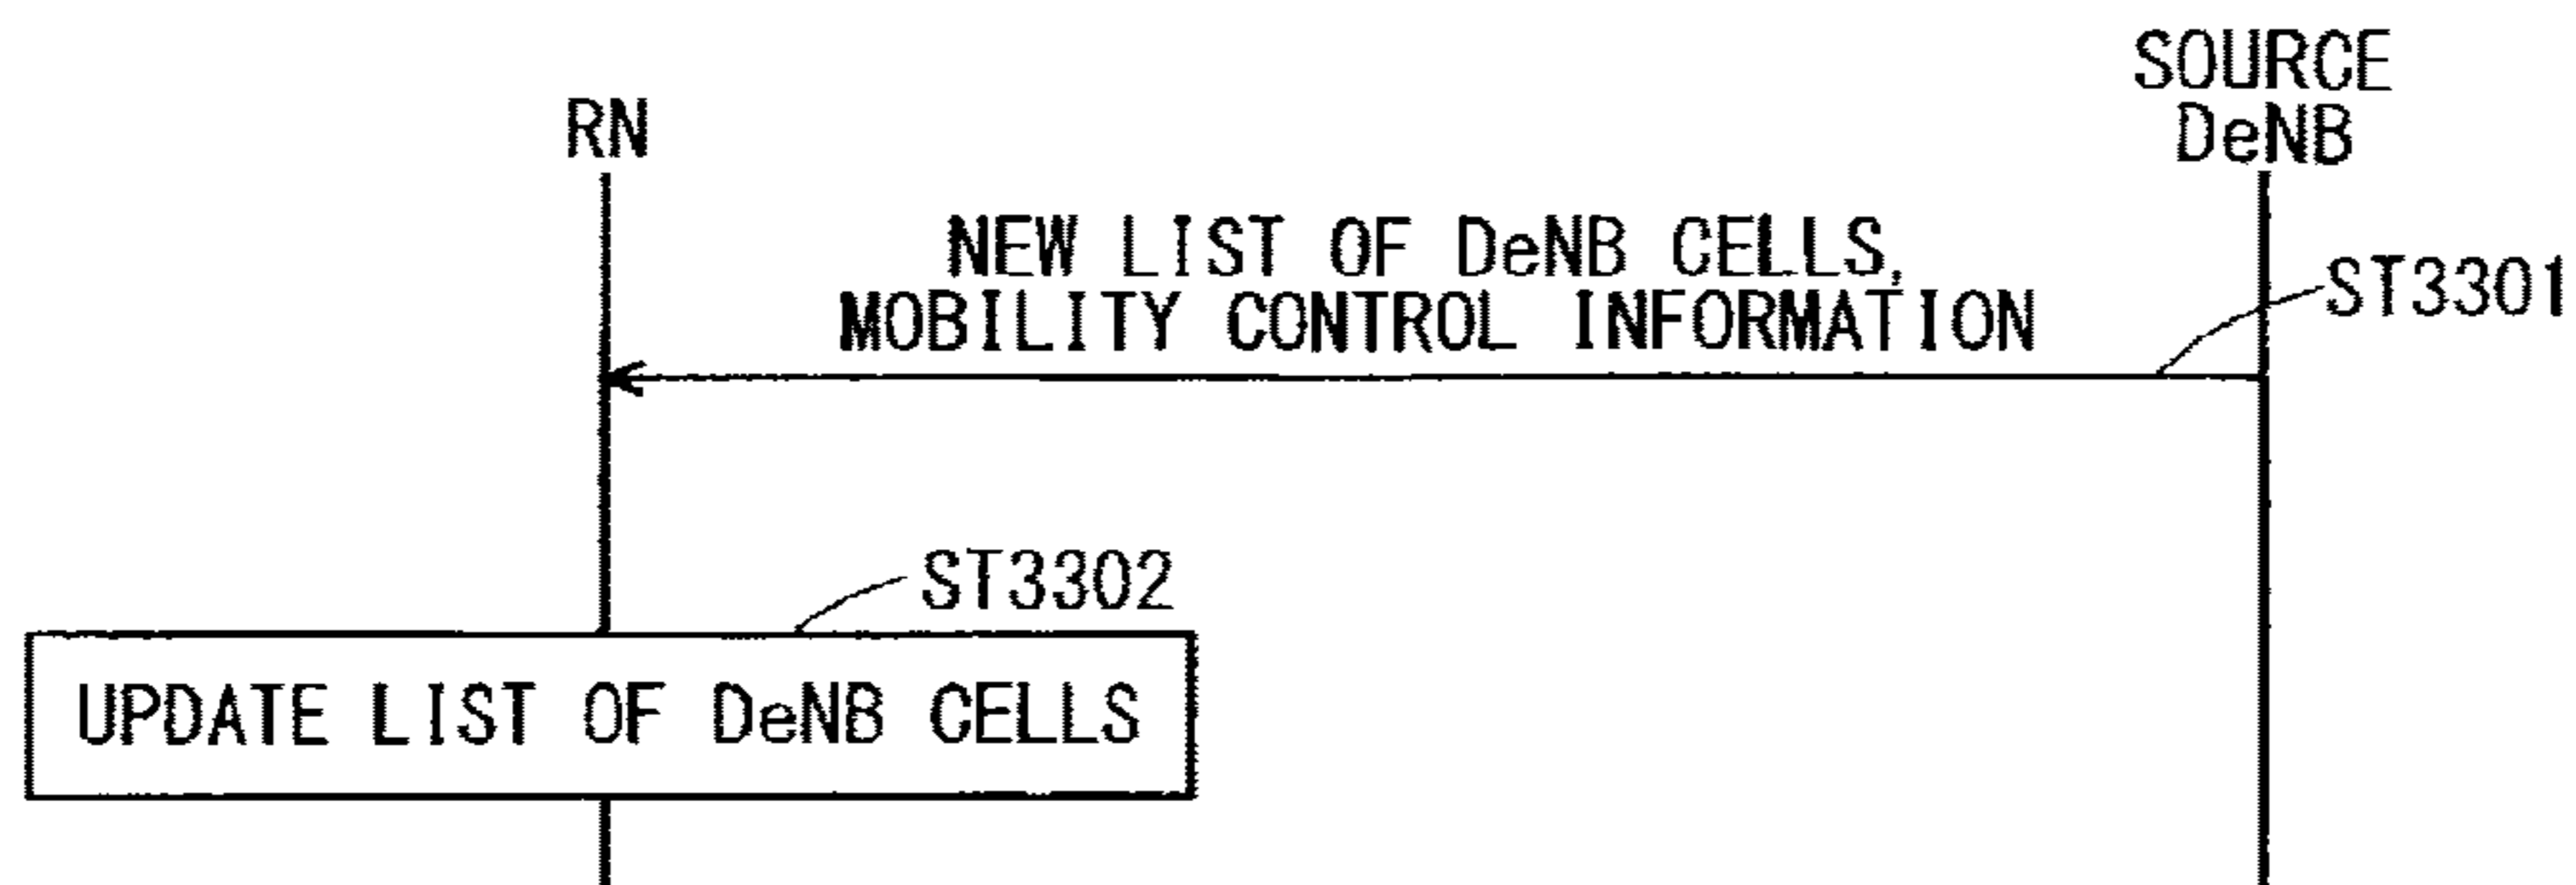 SOURCE
DeNB
RN
NEW LIST OF DeNB CELLS,
MOBILITY CONTROL INFORMATION
ST3301
ST3302
UPDATE LIST OF DeNB CELLS